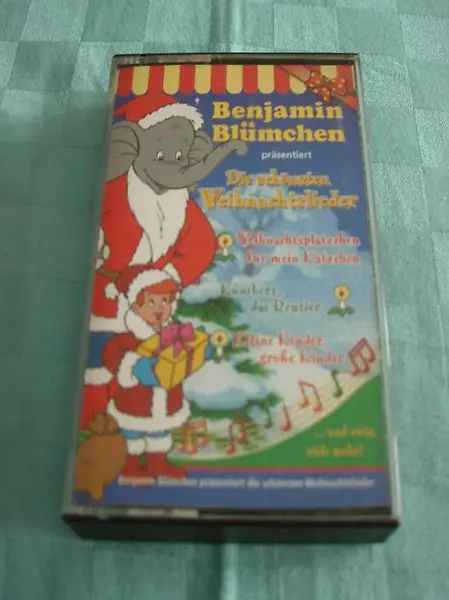 Benjamin
Blümchen
präsentiert
Die schönsten
Weihnachtslieder
Weihnachtsplätzchen
für mein Kätzchen
Kunibert,
das Rentier
Kleine Kinder,
große Kinder
...und viele,
viele mehr!
Benjamin Blümchen präsentiert die schönsten Weihnachtslieder